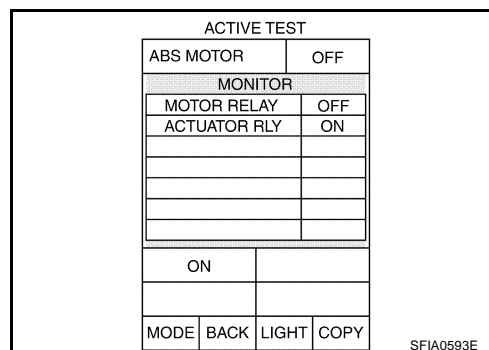 ACTIVE TEST
ABS MOTOR OFF
MONITOR
MOTOR RELAY OFF
ACTUATOR RLY ON
ON
MODE BACK LIGHT COPY
SFIA0593E